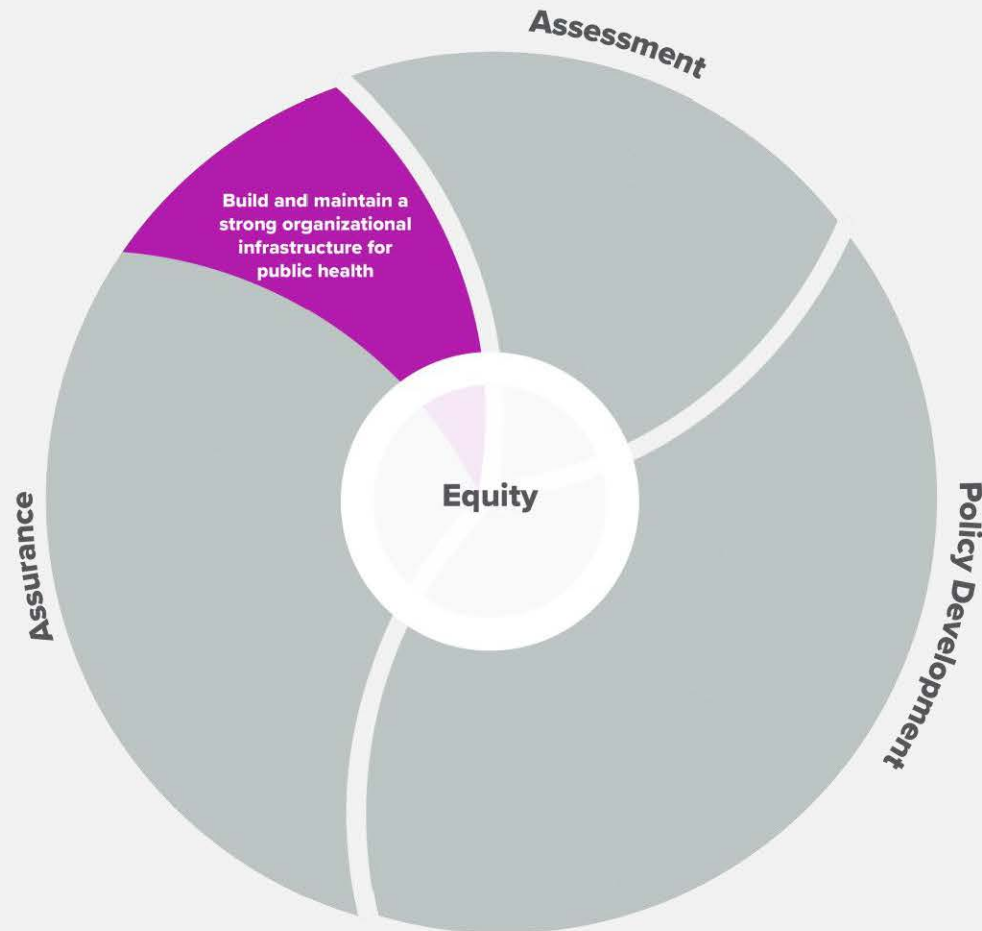 Assessment
Build and maintain a
strong organizational
infrastructure for
public health
Equity
Assurance
Policy Development